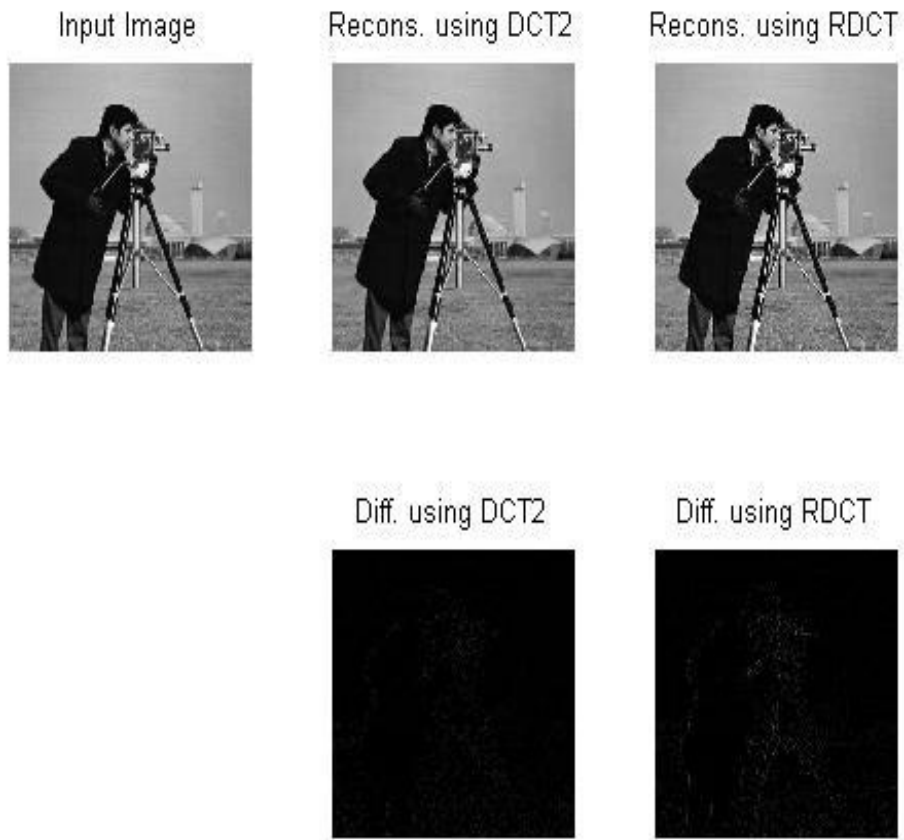 Input Image
Recons. using DCT2
Recons. using RDCT
Diff. using DCT2
Diff. using RDCT